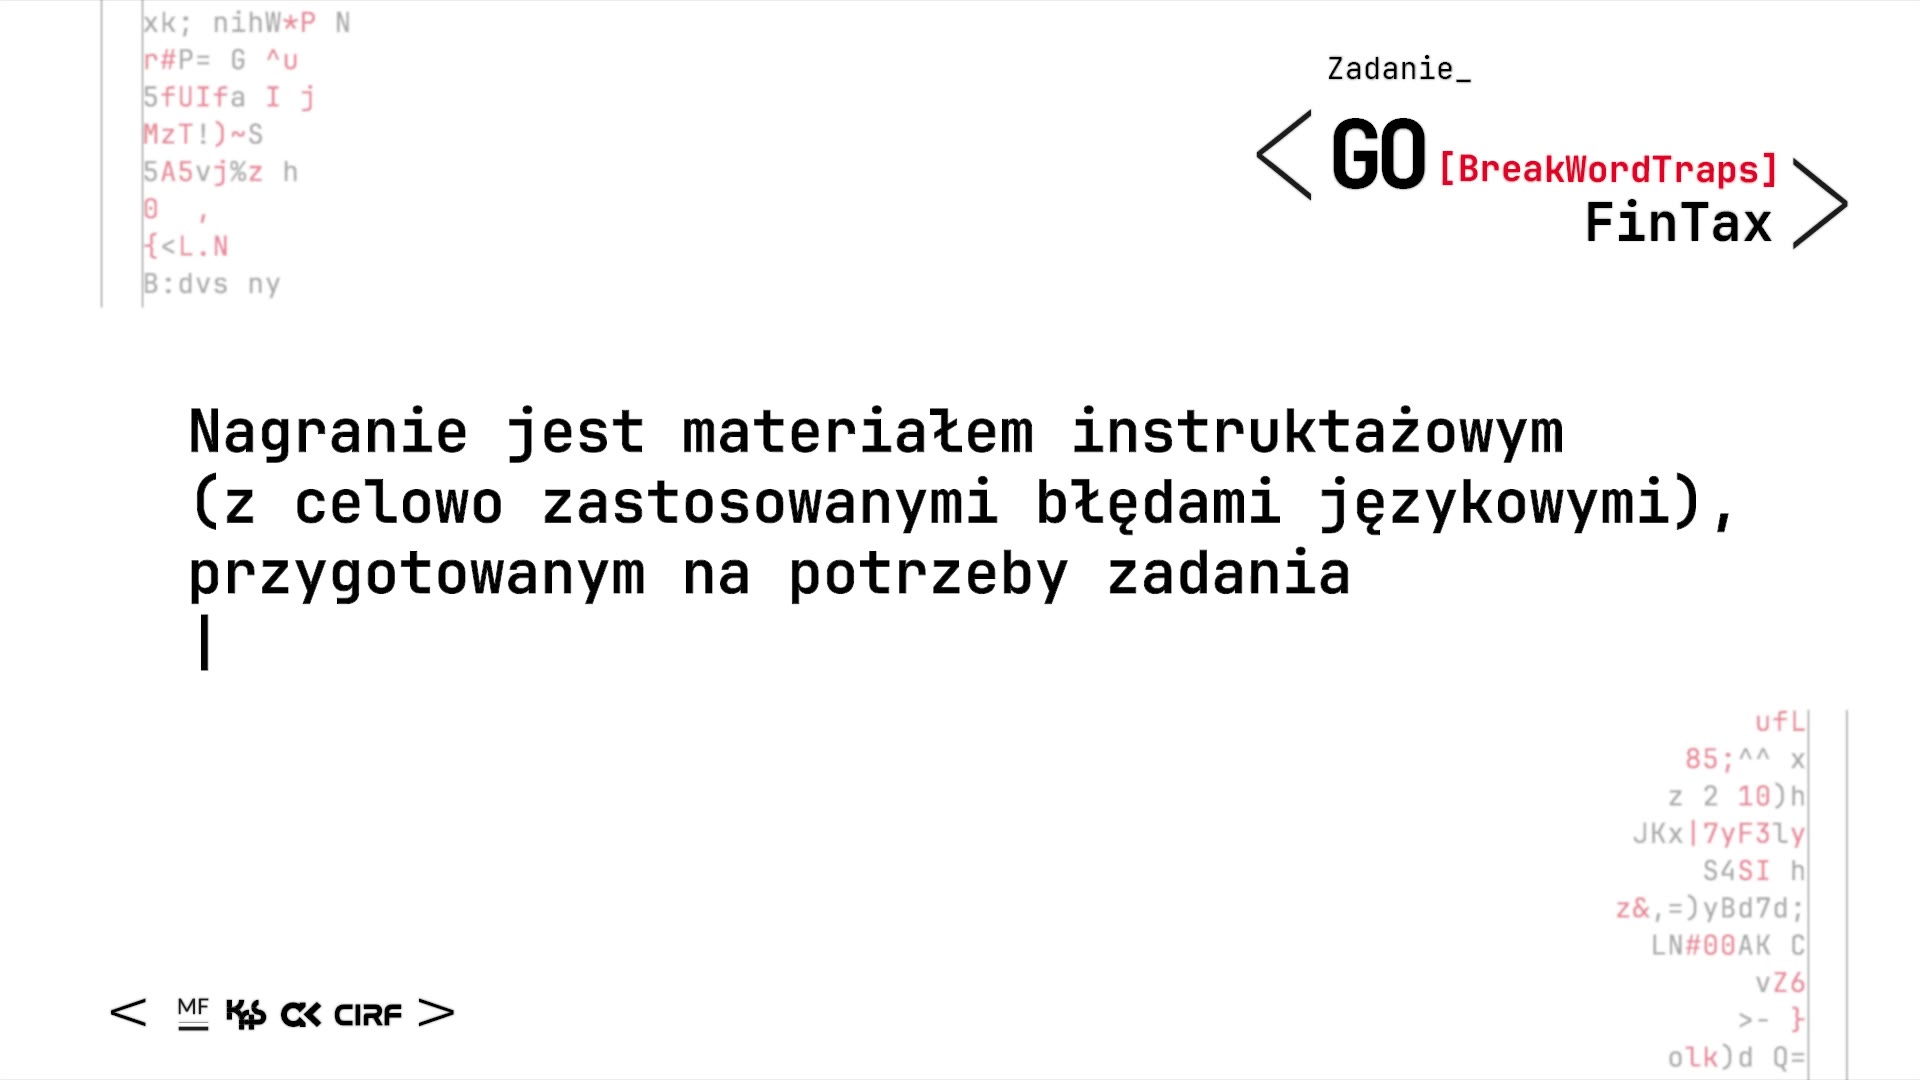 xk; nihW*P N
r#P= G ^u
5fUIfa I j
MzT!)~S
5A5vj%z h
0  ,
{<L.N
B:dvs ny
Zadanie_
<GO [BreakWordTraps]
FinTax>
Nagranie jest materiałem instruktażowym
(z celowo zastosowanymi błędami językowymi),
przygotowanym na potrzeby zadania
|
ufL
85;^^ x
z 2 10)h
JKx|7yF3ly
S4SI h
z&,=)yBd7d;
LN#00AK C
vZ6
>- }
olk)d Q=
< MF KAS CK CIRF >